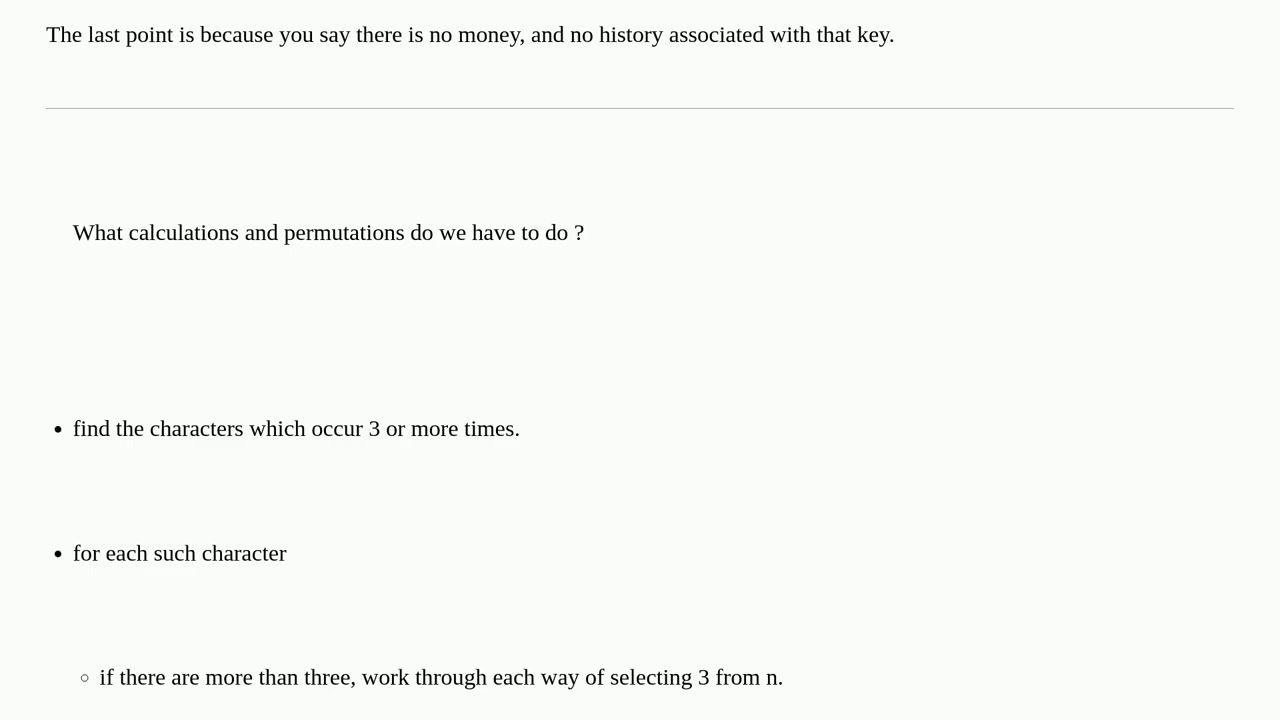 The last point is because you say there is no money, and no history associated with that key.
What calculations and permutations do we have to do ?
find the characters which occur 3 or more times.
for each such character
if there are more than three, work through each way of selecting 3 from n.